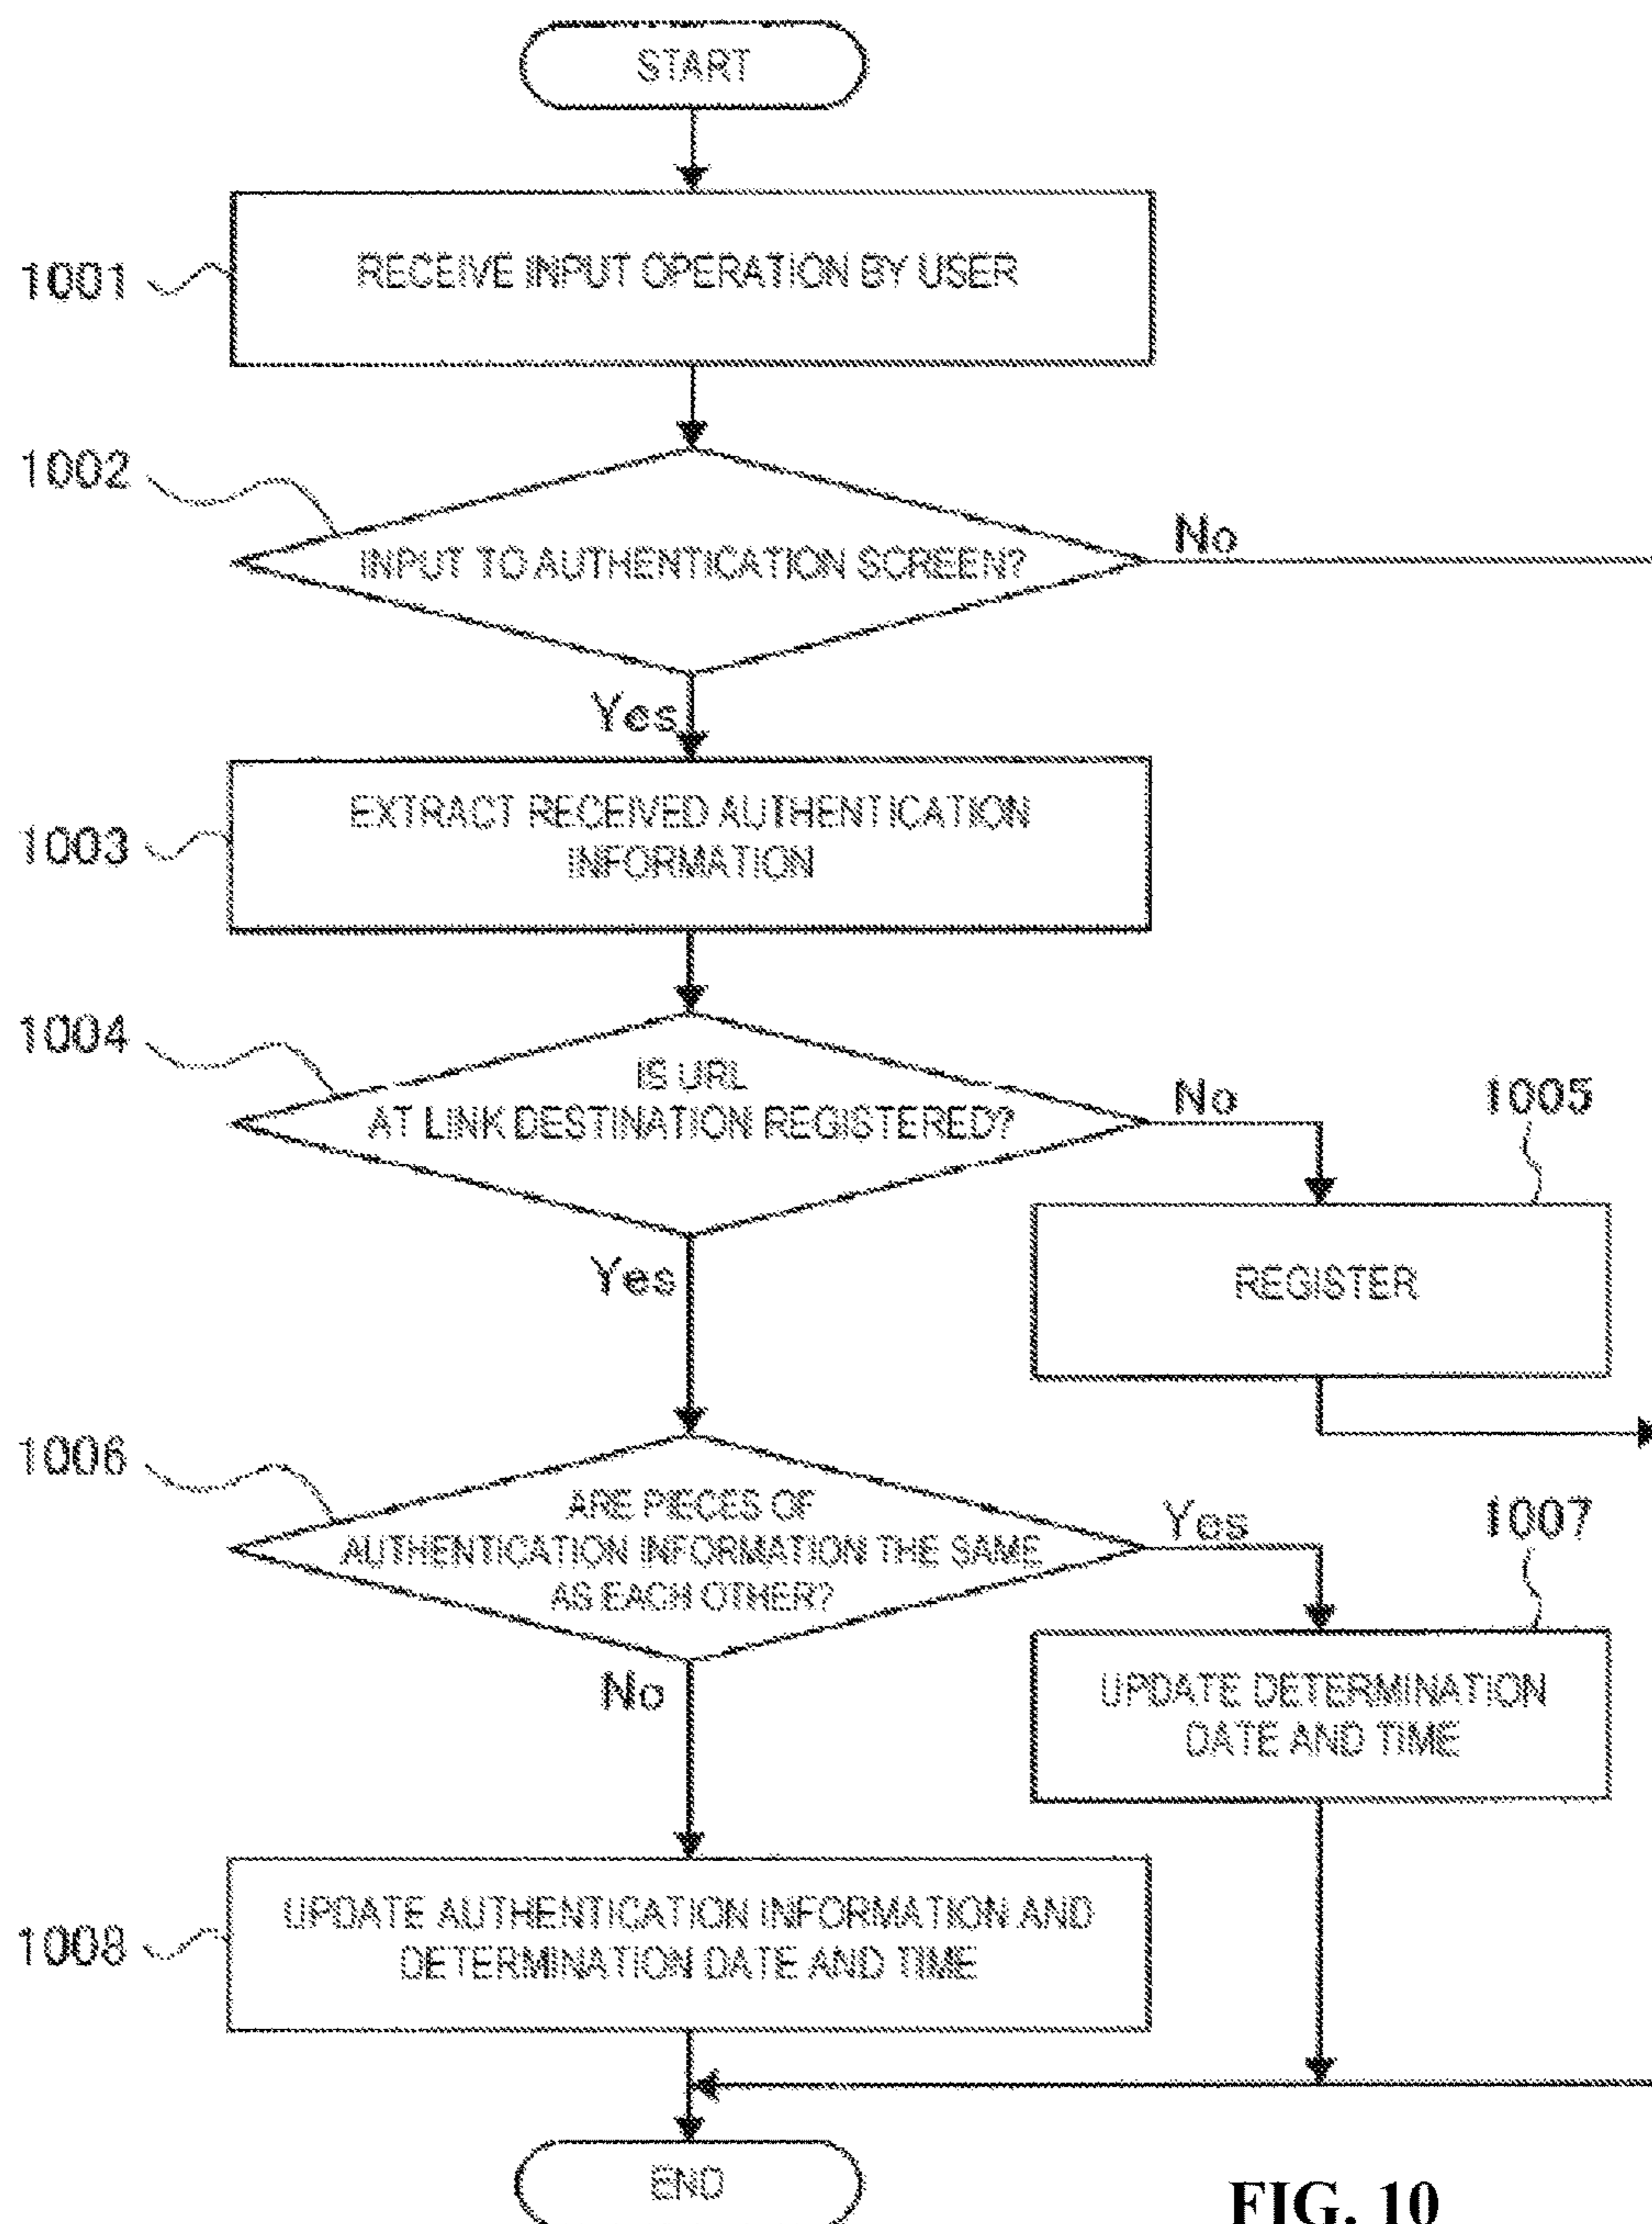 START
1001
RECEIVE INPUT OPERATION BY USER
1002
INPUT TO AUTHENTICATION SCREEN?
No
Yes
1003
EXTRACT RECEIVED AUTHENTICATION
INFORMATION
1004
IS URL
AT LINK DESTINATION REGISTERED?
No
1005
Yes
REGISTER
1006
ARE PIECES OF
AUTHENTICATION INFORMATION THE SAME
AS EACH OTHER?
Yes
1007
No
UPDATE DETERMINATION
DATE AND TIME
1008
UPDATE AUTHENTICATION INFORMATION AND
DETERMINATION DATE AND TIME
END
FIG. 10